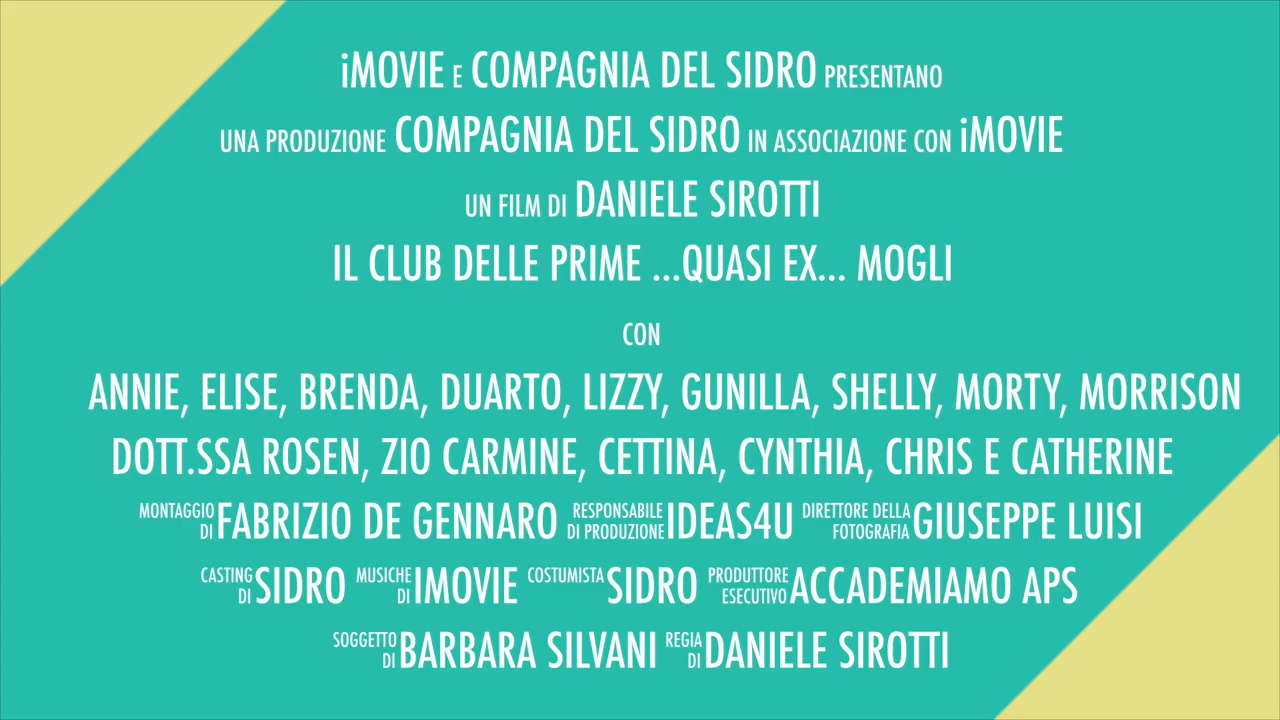 iMOVIE E COMPAGNIA DEL SIDRO PRESENTANO
UNA PRODUZIONE COMPAGNIA DEL SIDRO IN ASSOCIAZIONE CON iMOVIE
UN FILM DI DANIELE SIROTTI
IL CLUB DELLE PRIME ...QUASI EX... MOGLI
CON
ANNIE, ELISE, BRENDA, DUARTO, LIZZY, GUNILLA, SHELLY, MORTY, MORRISON
DOTT.SSA ROSEN, ZIO CARMINE, CETTINA, CYNTHIA, CHRIS E CATHERINE
MONTAGGIO DI FABRIZIO DE GENNARO RESPONSABILE DI PRODUZIONE IDEAS4U DIRETTORE DELLA FOTOGRAFIA GIUSEPPE LUISI
CASTING DI SIDRO MUSICHE DI IMOVIE COSTUMISTA SIDRO PRODUTTORE ESECUTIVO ACCADEMIAMO APS
SOGGETTO DI BARBARA SILVANI REGIA DI DANIELE SIROTTI